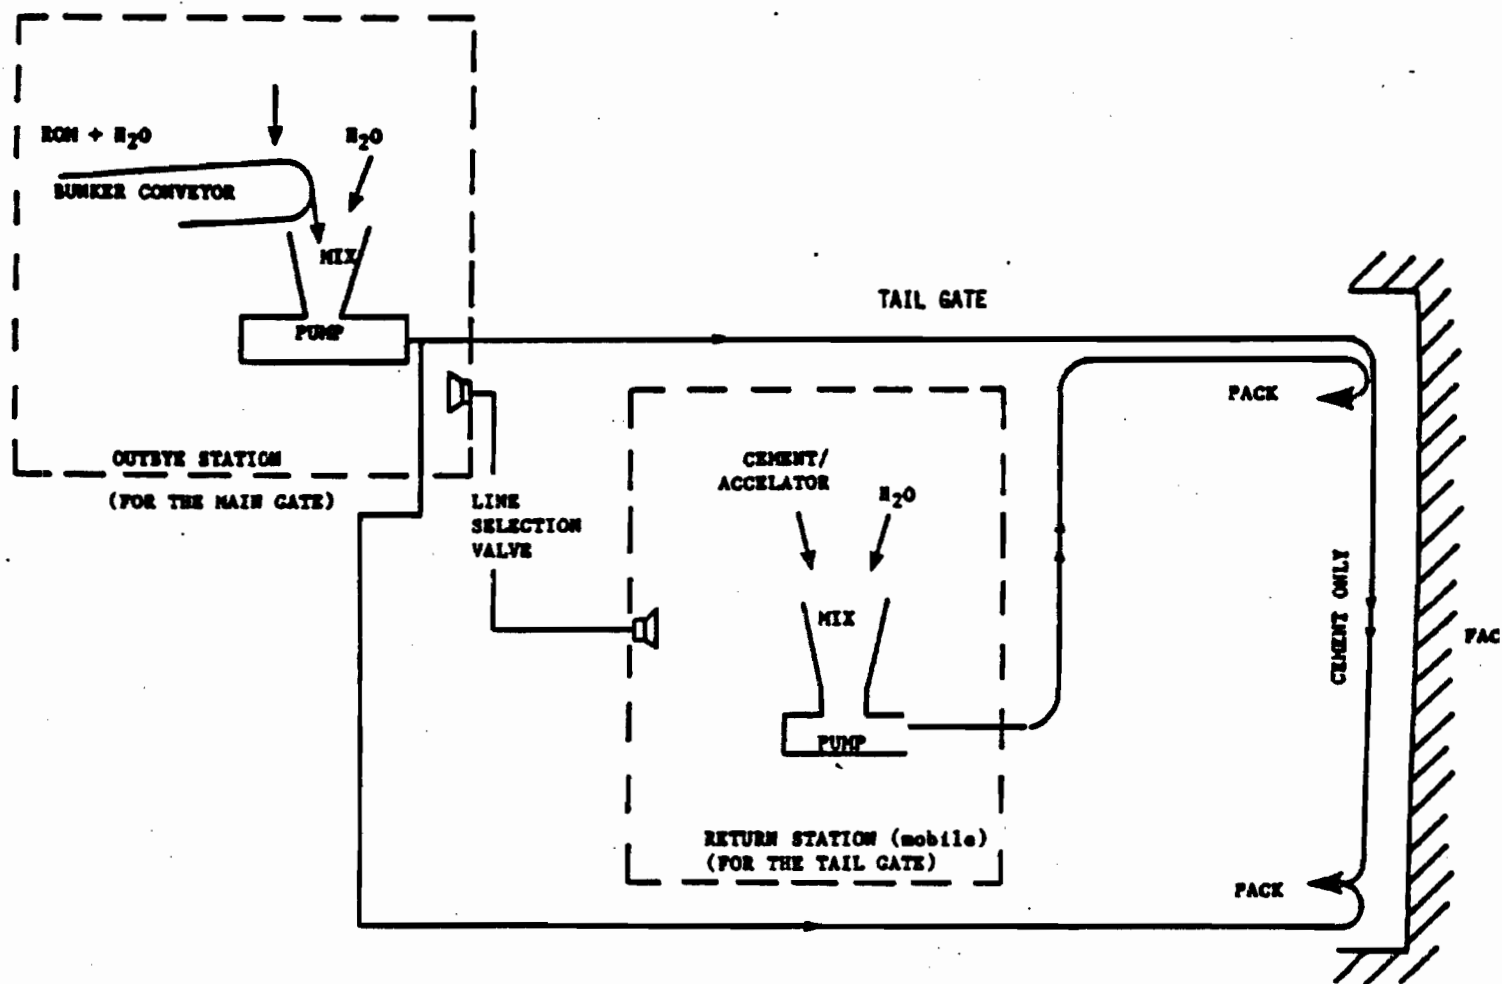 ROM + H₂O
H₂O
BUNKER CONVEYOR
MIX
PUMP
OUTBYE STATION
(FOR THE MAIN GATE)
LINE
SELECTION
VALVE
TAIL GATE
PACK
CEMENT/
ACCELATOR
H₂O
MIX
PUMP
RETURN STATION (mobile)
(FOR THE TAIL GATE)
CEMENT ONLY
FAC
PACK